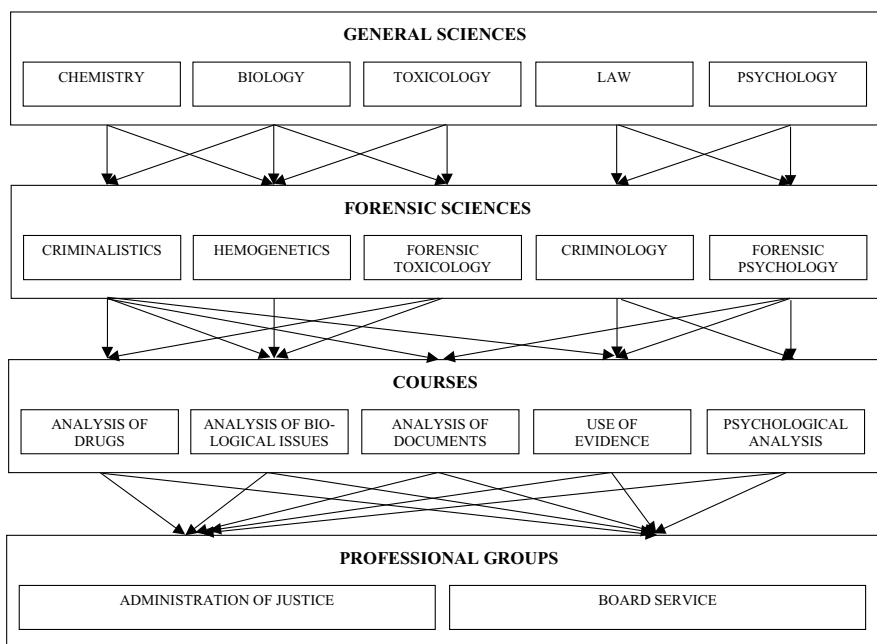 GENERAL SCIENCES
CHEMISTRY
BIOLOGY
TOXICOLOGY
LAW
PSYCHOLOGY
FORENSIC SCIENCES
CRIMINALISTICS
HEMOGENETICS
FORENSIC
TOXICOLOGY
CRIMINOLOGY
FORENSIC
PSYCHOLOGY
COURSES
ANALYSIS OF
DRUGS
ANALYSIS OF BIO-
LOGICAL ISSUES
ANALYSIS OF
DOCUMENTS
USE OF
EVIDENCE
PSYCHOLOGICAL
ANALYSIS
PROFESSIONAL GROUPS
ADMINISTRATION OF JUSTICE
BOARD SERVICE